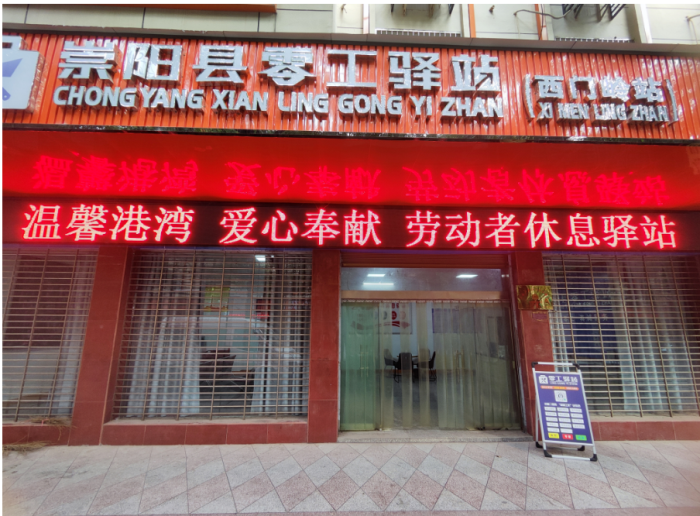 崇阳县零工驿站
CHONG YANG XIAN LING GONG YI ZHAN
(西门岭站)
XI MEN LING ZHAN
温馨港湾 爱心奉献 劳动者休息驿站
零工驿站